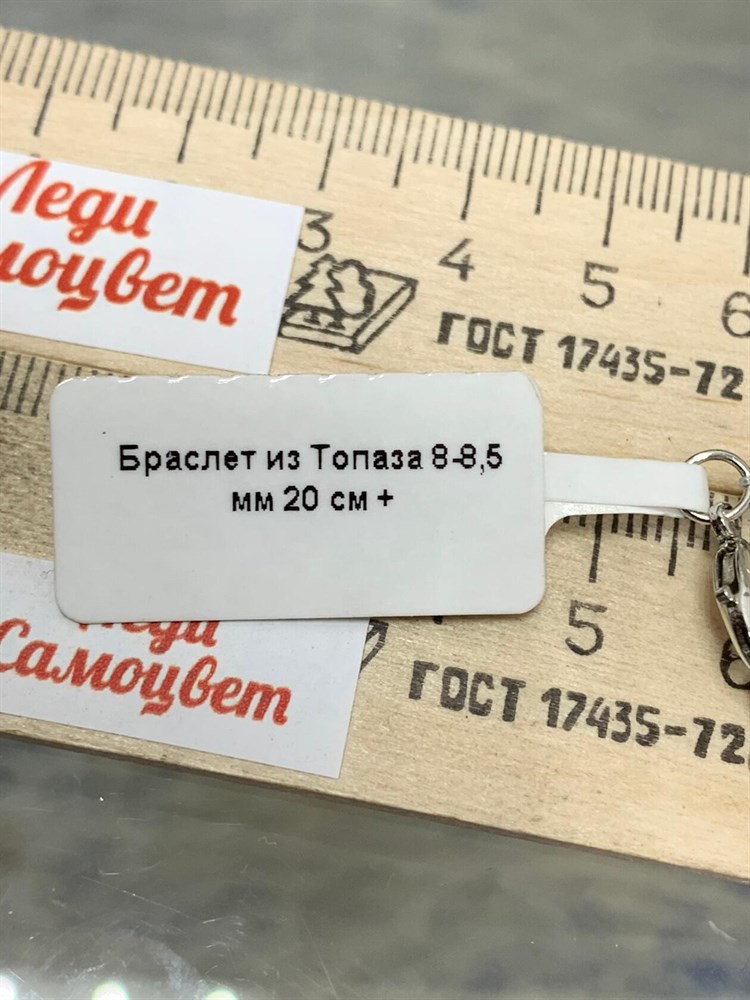 Леди
Самоцвет
3
4
5
6
ГОСТ 17435-72
Браслет из Топаза 8-8,5
мм 20 см +
5
6
Леди
Самоцвет
ГОСТ 17435-72